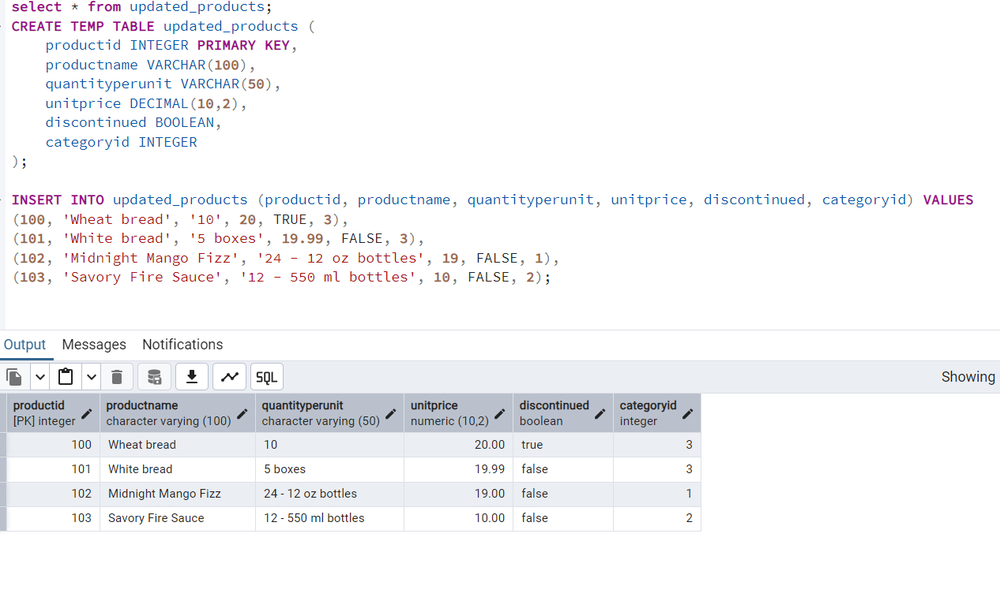 select * from updated_products;
CREATE TEMP TABLE updated_products (
productid INTEGER PRIMARY KEY,
productname VARCHAR(100),
quantityperunit VARCHAR(50),
unitprice DECIMAL(10,2),
discontinued BOOLEAN,
categoryid INTEGER
);
INSERT INTO updated_products (productid, productname, quantityperunit, unitprice, discontinued, categoryid) VALUES
(100, 'Wheat bread', '10', 20, TRUE, 3),
(101, 'White bread', '5 boxes', 19.99, FALSE, 3),
(102, 'Midnight Mango Fizz', '24 - 12 oz bottles', 19, FALSE, 1),
(103, 'Savory Fire Sauce', '12 - 550 ml bottles', 10, FALSE, 2);
Output Messages Notifications
SQL Showing
productid productname quantityperunit unitprice discontinued categoryid
[PK] integer character varying (100) character varying (50) numeric (10,2) boolean integer
100 Wheat bread 10 20.00 true 3
101 White bread 5 boxes 19.99 false 3
102 Midnight Mango Fizz 24 - 12 oz bottles 19.00 false 1
103 Savory Fire Sauce 12 - 550 ml bottles 10.00 false 2